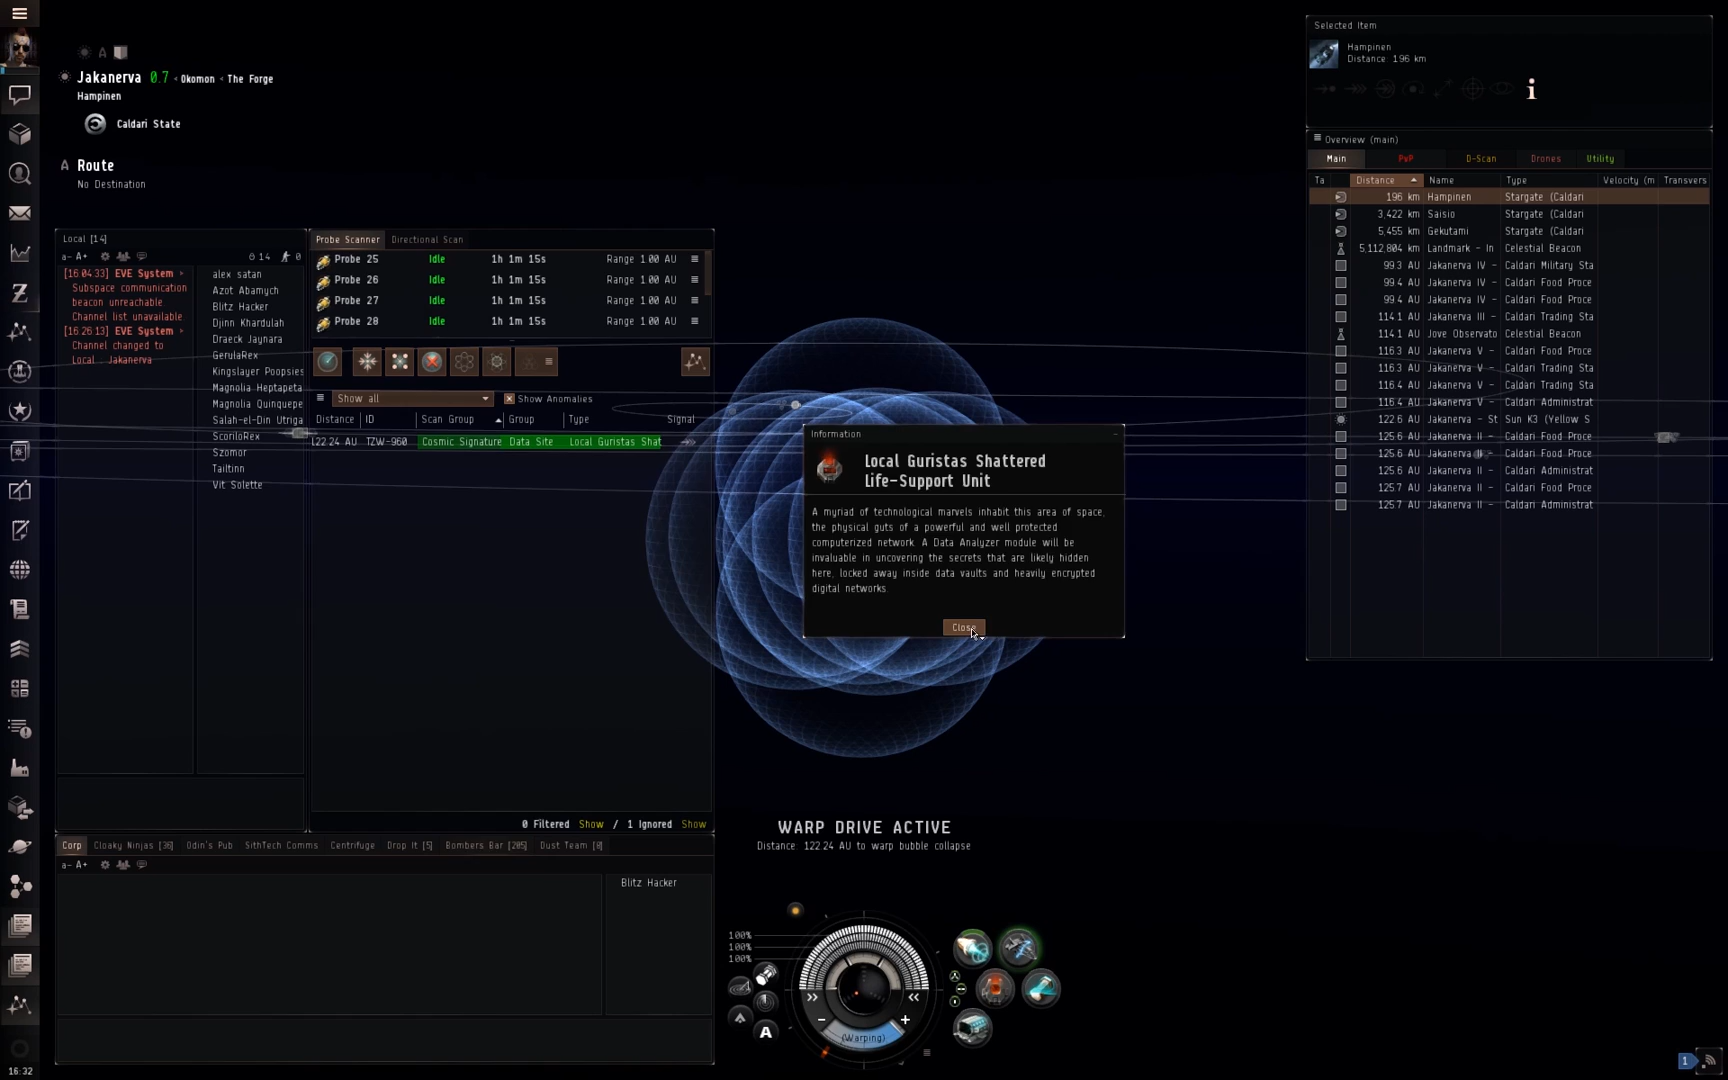 Jakanerva 0.7 < Okomon < The Forge
Hampinen
Caldari State
A Route
No Destination
Local [14]
a- A+
14
0
[16:04:33] EVE System >
Subspace communication
beacon unreachable
Channel list unavailable
[16:26:13] EVE System >
Channel changed to
Local : Jakanerva
alex satan
Azot Abamych
Blitz Hacker
Djinn Khardulah
Draeck Jaynara
GerulaRex
Kingslayer Poopsies
Magnolia Heptapeta
Magnolia Quinquepe
Salah-el-Din Utriga
ScoriloRex
Szomor
Tailtinn
Vit Solette
Probe Scanner
Directional Scan
Probe 25 Idle 1h 1m 15s Range 1.00 AU
Probe 26 Idle 1h 1m 15s Range 1.00 AU
Probe 27 Idle 1h 1m 15s Range 1.00 AU
Probe 28 Idle 1h 1m 15s Range 1.00 AU
Show all
Show Anomalies
Distance ID Scan Group Group Type Signal
122.24 AU TZW-960 Cosmic Signature Data Site Local Guristas Shat
0 Filtered Show / 1 Ignored Show
Corp Cloaky Ninjas [36] Odin's Pub SithTech Comms Centrifuge Drop It [5] Bombers Bar [205] Dust Team [0]
a- A+
Blitz Hacker
Information
Local Guristas Shattered
Life-Support Unit
A myriad of technological marvels inhabit this area of space,
the physical guts of a powerful and well protected
computerized network. A Data Analyzer module will be
invaluable in uncovering the secrets that are likely hidden
here, locked away inside data vaults and heavily encrypted
digital networks.
Close
WARP DRIVE ACTIVE
Distance: 122.24 AU to warp bubble collapse
100%
100%
100%
A
(Warping)
Selected Item
Hampinen
Distance: 196 km
Overview (main)
Main PvP D-Scan Drones Utility
Ta Distance Name Type Velocity (m Transvers
196 km Hampinen Stargate (Caldari
3,422 km Saisio Stargate (Caldari
5,455 km Gekutami Stargate (Caldari
5,112,804 km Landmark - In Celestial Beacon
99.3 AU Jakanerva IV - Caldari Military Sta
99.4 AU Jakanerva IV - Caldari Food Proce
99.4 AU Jakanerva IV - Caldari Food Proce
114.1 AU Jakanerva III - Caldari Trading Sta
114.1 AU Jove Observato Celestial Beacon
116.3 AU Jakanerva V - Caldari Food Proce
116.3 AU Jakanerva V - Caldari Trading Sta
116.4 AU Jakanerva V - Caldari Trading Sta
116.4 AU Jakanerva V - Caldari Administrat
122.6 AU Jakanerva - St Sun K3 (Yellow S
125.6 AU Jakanerva II - Caldari Food Proce
125.6 AU Jakanerva II - Caldari Food Proce
125.6 AU Jakanerva II - Caldari Administrat
125.7 AU Jakanerva II - Caldari Food Proce
125.7 AU Jakanerva II - Caldari Administrat
16:32
1